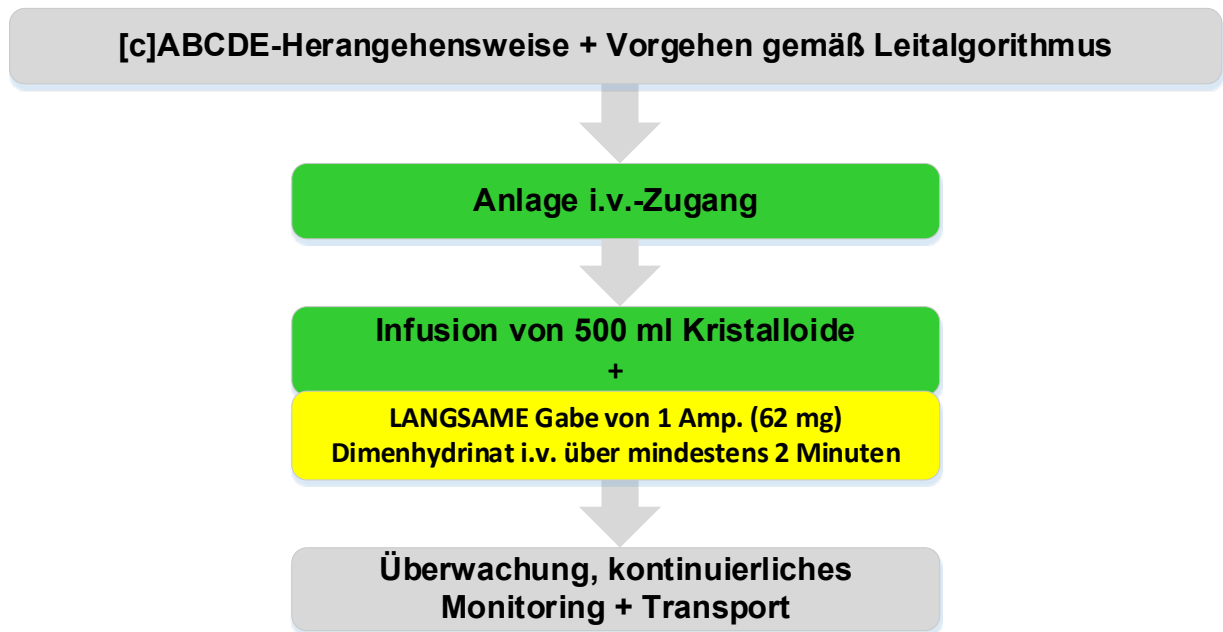 [c]ABCDE-Herangehensweise + Vorgehen gemäß Leitalgorithmus
Anlage i.v.-Zugang
Infusion von 500 ml Kristalloide
+
LANGSAME Gabe von 1 Amp. (62 mg)
Dimenhydrinat i.v. über mindestens 2 Minuten
Überwachung, kontinuierliches
Monitoring + Transport